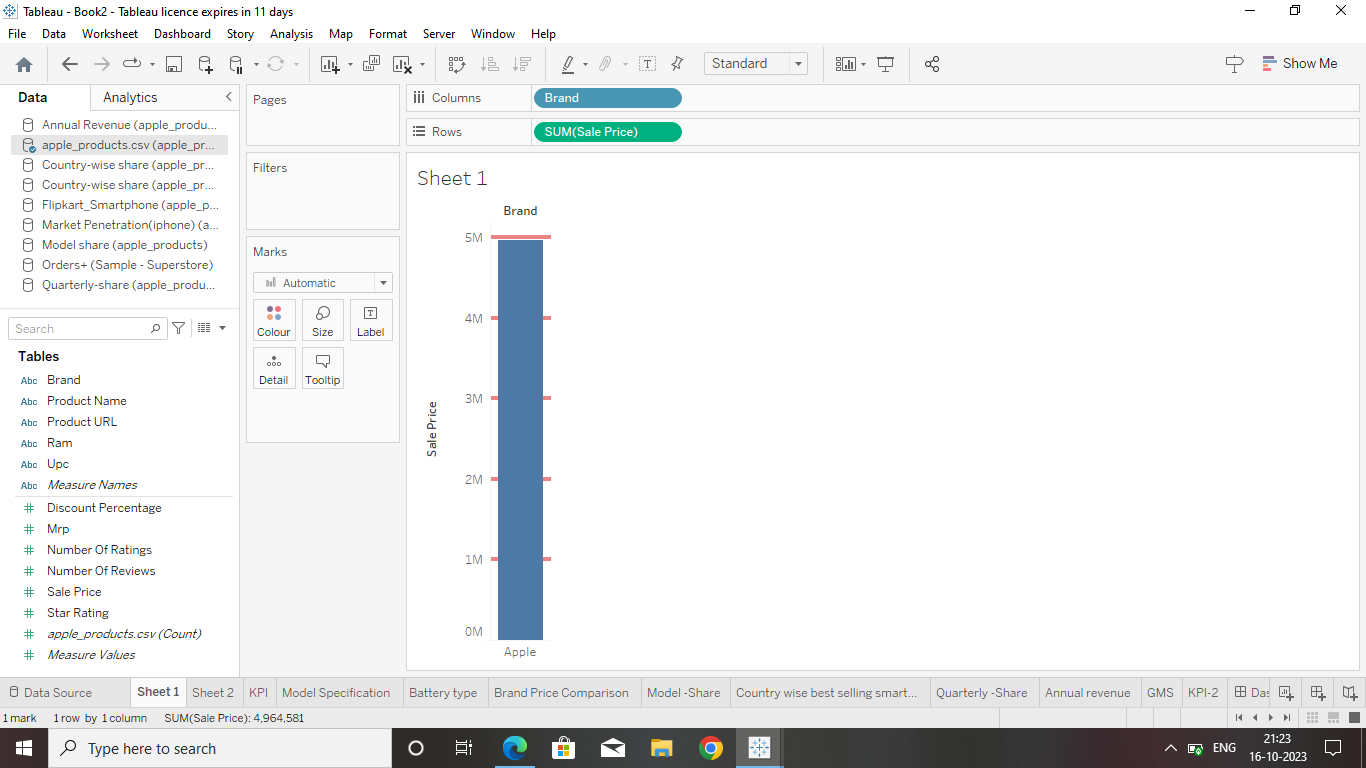 Tableau - Book2 - Tableau licence expires in 11 days
File Data Worksheet Dashboard Story Analysis Map Format Server Window Help
Standard
Show Me
Data Analytics
Annual Revenue (apple_produ...
apple_products.csv (apple_pr...
Country-wise share (apple_pr...
Country-wise share (apple_pr...
Flipkart_Smartphone (apple_p...
Market Penetration(iphone) (a...
Model share (apple_products)
Orders+ (Sample - Superstore)
Quarterly-share (apple_produ...
Search
Tables
Abc Brand
Abc Product Name
Abc Product URL
Abc Ram
Abc Upc
Abc Measure Names
# Discount Percentage
# Mrp
# Number Of Ratings
# Number Of Reviews
# Sale Price
# Star Rating
# apple_products.csv (Count)
# Measure Values
Pages
Filters
Marks
Automatic
Colour Size Label
Detail Tooltip
Columns Brand
Rows SUM(Sale Price)
Sheet 1
Brand
5M
4M
3M
2M
1M
0M
Sale Price
Apple
Data Source Sheet 1 Sheet 2 KPI Model Specification Battery type Brand Price Comparison Model -Share Country wise best selling smart... Quarterly -Share Annual revenue GMS KPI-2 Das
1 mark 1 row by 1 column SUM(Sale Price): 4,964,581
Type here to search
ENG
21:23
16-10-2023